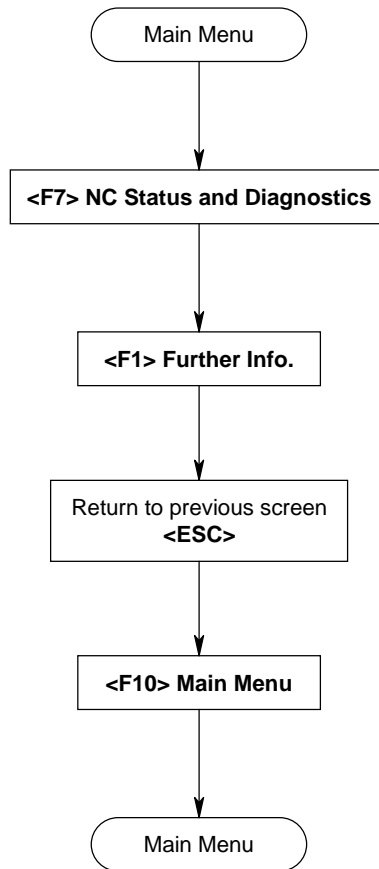 Main Menu
<F7> NC Status and Diagnostics
<F1> Further Info.
Return to previous screen
<ESC>
<F10> Main Menu
Main Menu